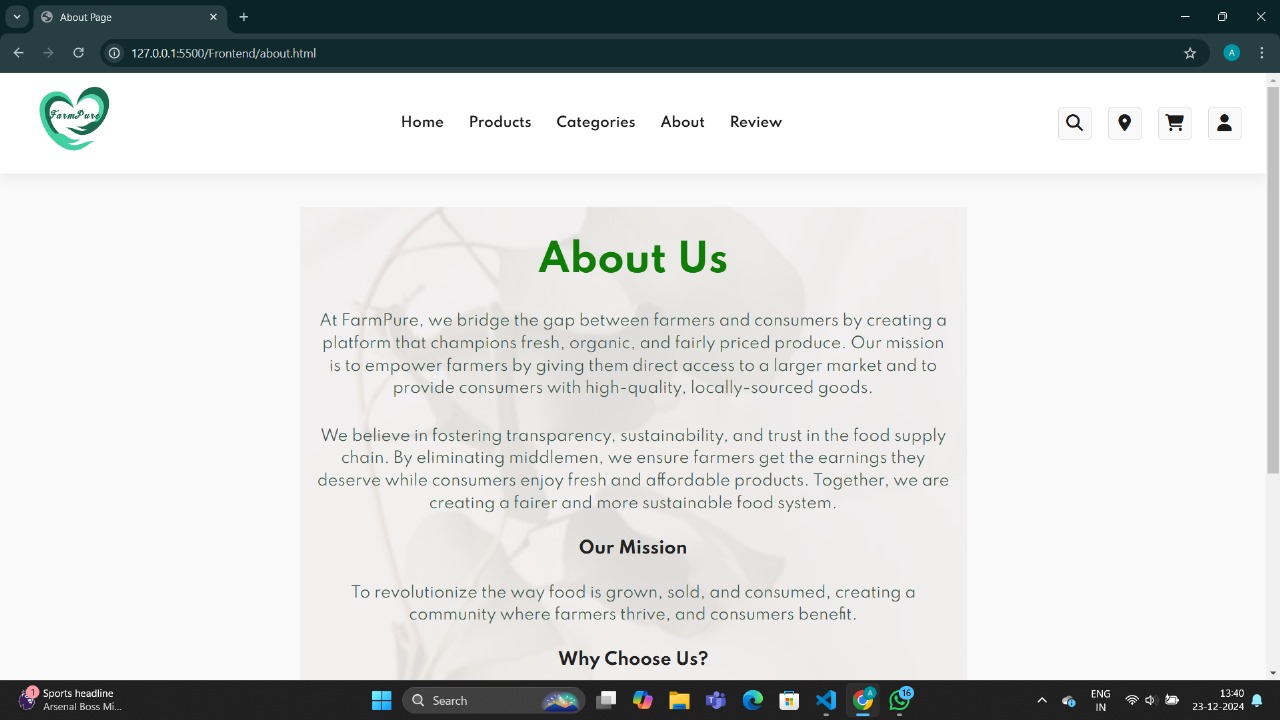 About Page
127.0.0.1:5500/Frontend/about.html
A
FarmPure
Home Products Categories About Review
About Us
At FarmPure, we bridge the gap between farmers and consumers by creating a
platform that champions fresh, organic, and fairly priced produce. Our mission
is to empower farmers by giving them direct access to a larger market and to
provide consumers with high-quality, locally-sourced goods.
We believe in fostering transparency, sustainability, and trust in the food supply
chain. By eliminating middlemen, we ensure farmers get the earnings they
deserve while consumers enjoy fresh and affordable products. Together, we are
creating a fairer and more sustainable food system.
Our Mission
To revolutionize the way food is grown, sold, and consumed, creating a
community where farmers thrive, and consumers benefit.
Why Choose Us?
1
Sports headline
Arsenal Boss Mi...
Search
A
16
ENG
IN
13:40
23-12-2024